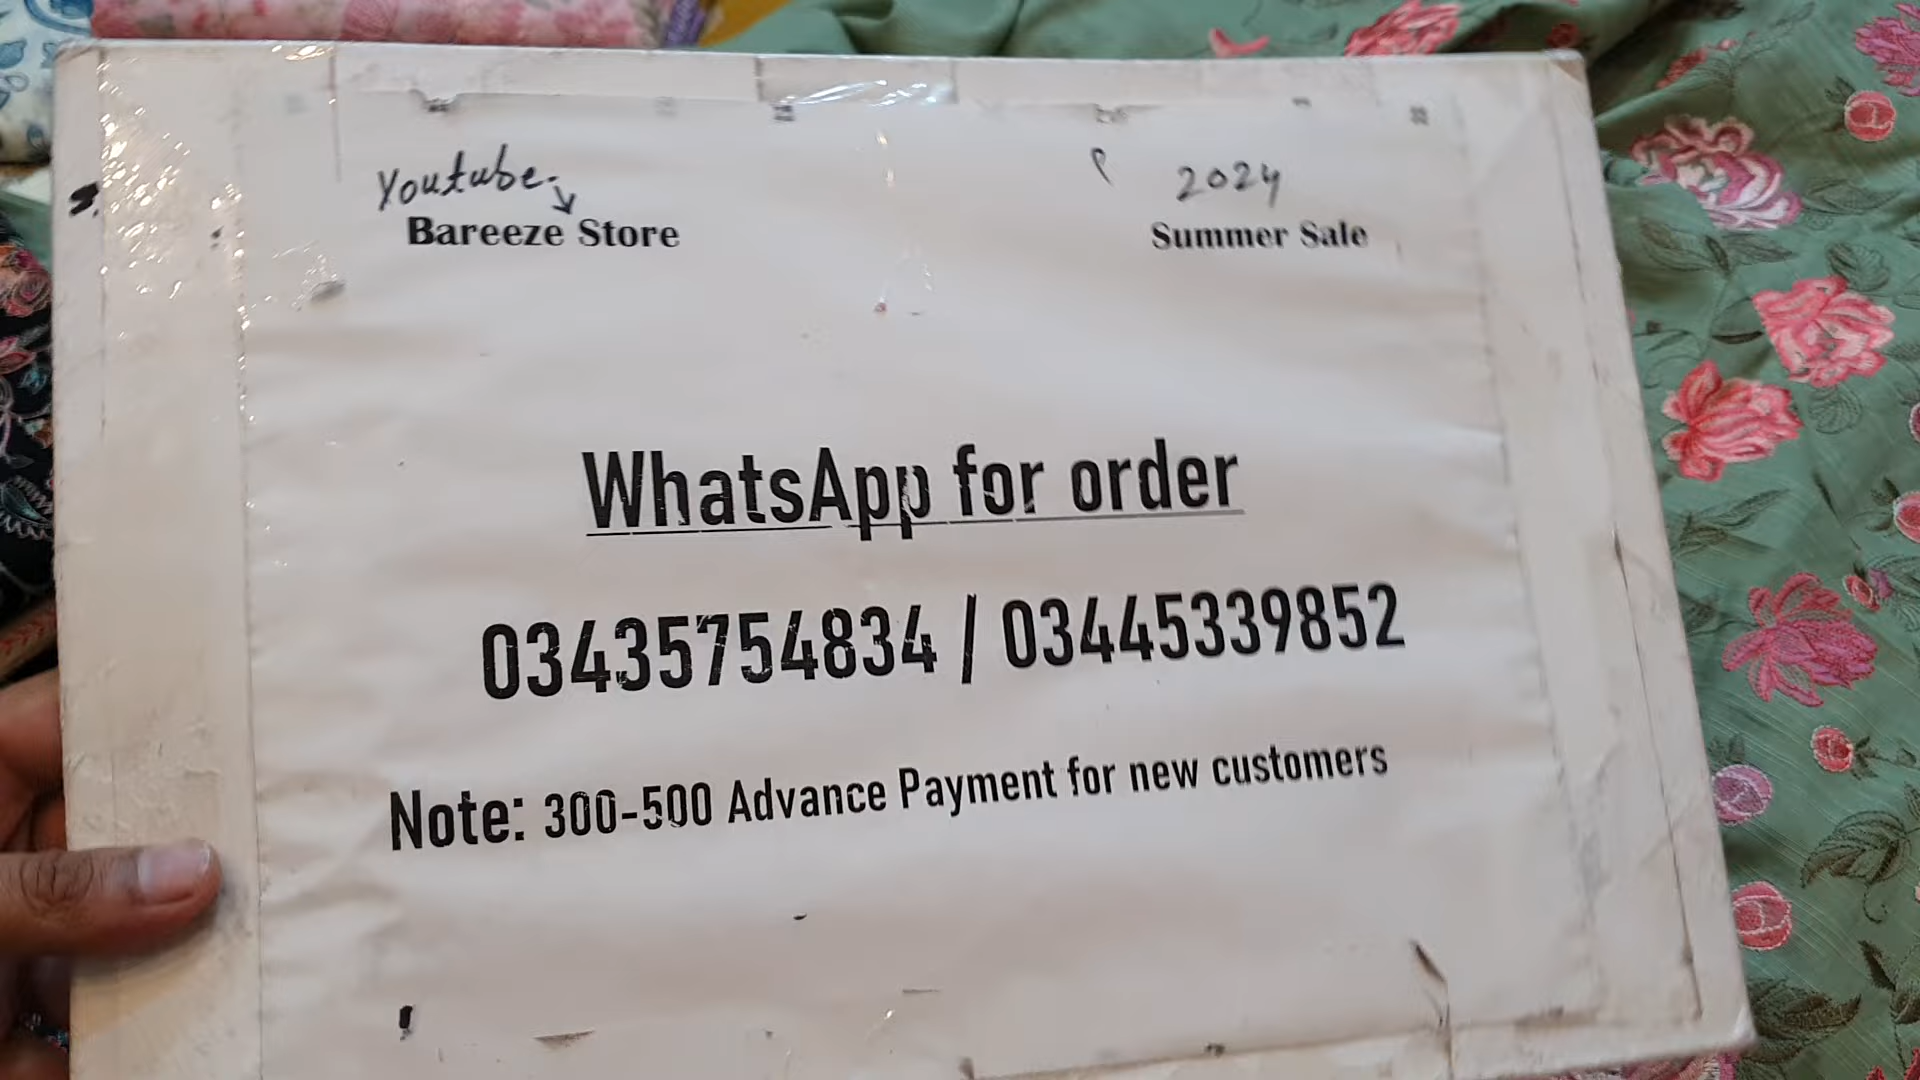 Youtube
2024
Bareeze Store
Summer Sale
WhatsApp for order
03435754834 / 03445339852
Note: 300-500 Advance Payment for new customers